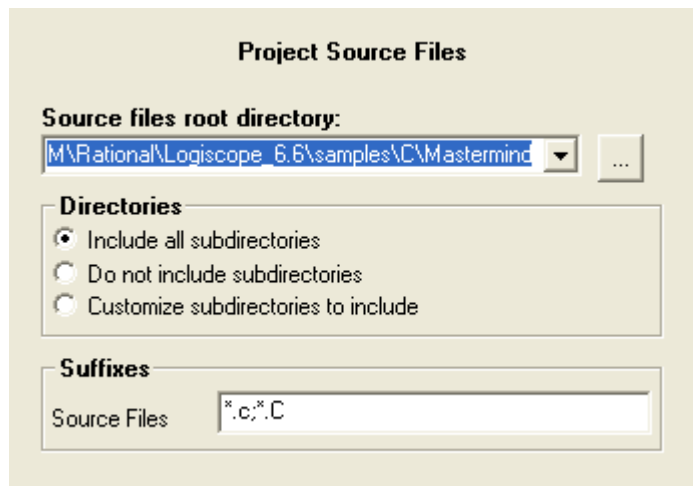 Project Source Files
Source files root directory:
M\Rational\Logiscope_6.6\samples\C\Mastermind
...
Directories
Include all subdirectories
Do not include subdirectories
Customize subdirectories to include
Suffixes
Source Files
*.c;*.C